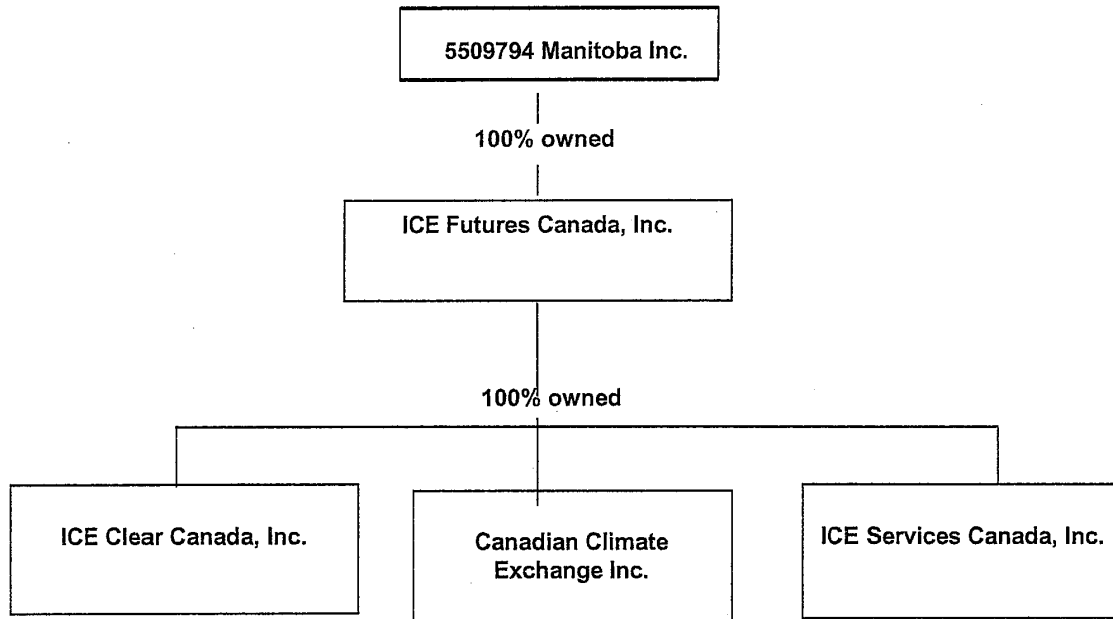 5509794 Manitoba Inc.
100% owned
ICE Futures Canada, Inc.
100% owned
ICE Clear Canada, Inc.
Canadian Climate
Exchange Inc.
ICE Services Canada, Inc.